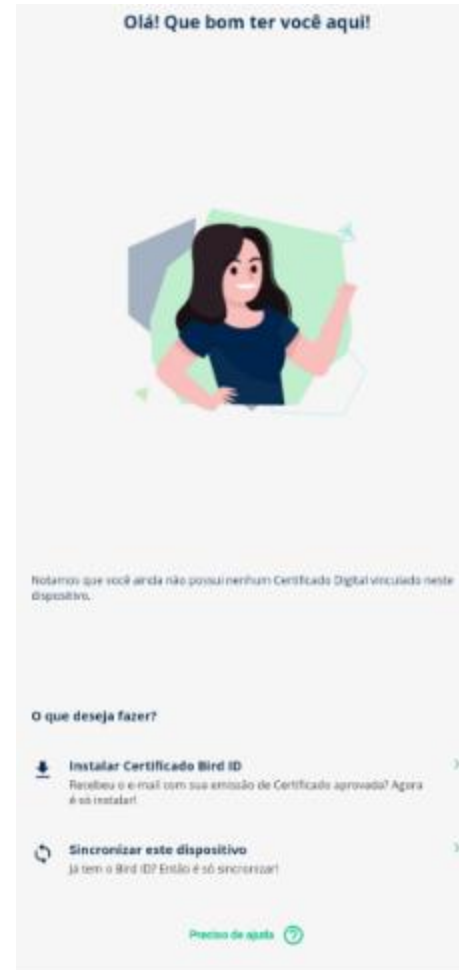 Olá! Que bom ter você aqui!
Notamos que você ainda não possui nenhum Certificado Digital vinculado neste
dispositivo.
O que deseja fazer?
Instalar Certificado Bird ID
Recebeu o e-mail com sua emissão de Certificado aprovada? Agora
é só instalar!
Sincronizar este dispositivo
Já tem o Bird ID? Então é só sincronizar!
Preciso de ajuda ?